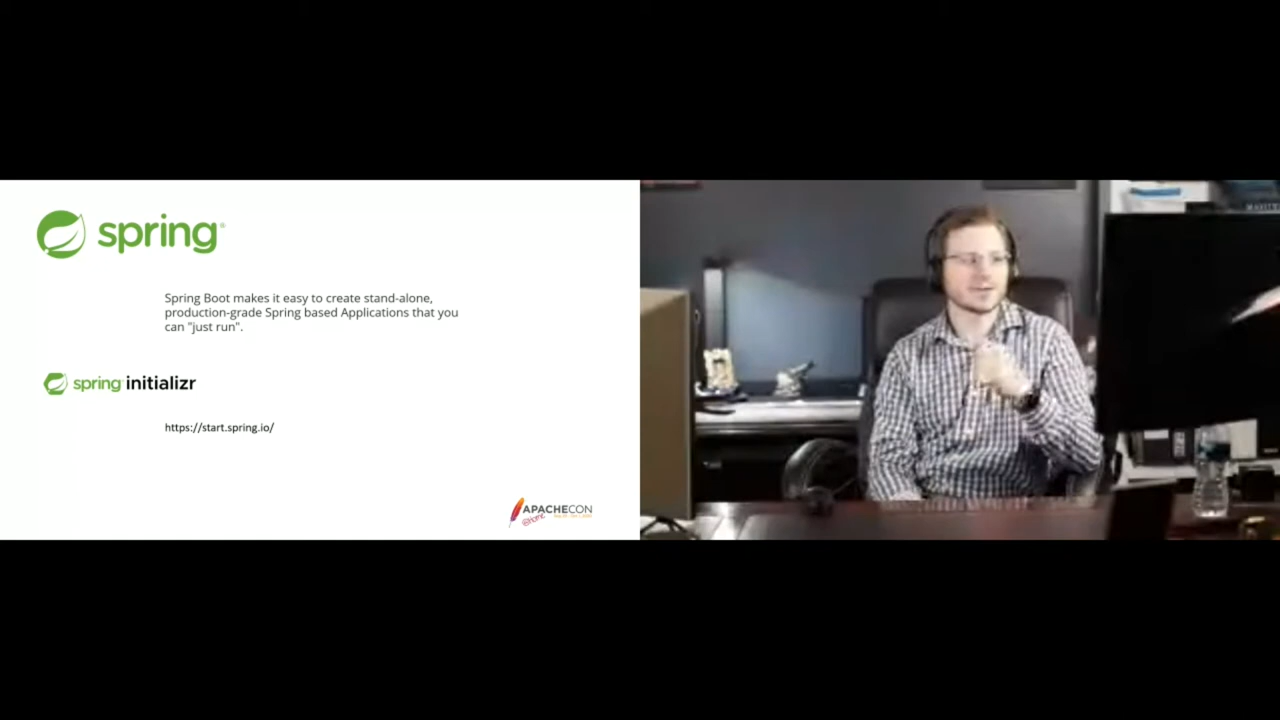 spring
Spring Boot makes it easy to create stand-alone,
production-grade Spring based Applications that you
can "just run".
spring initializr
https://start.spring.io/
APACHECON
@Home